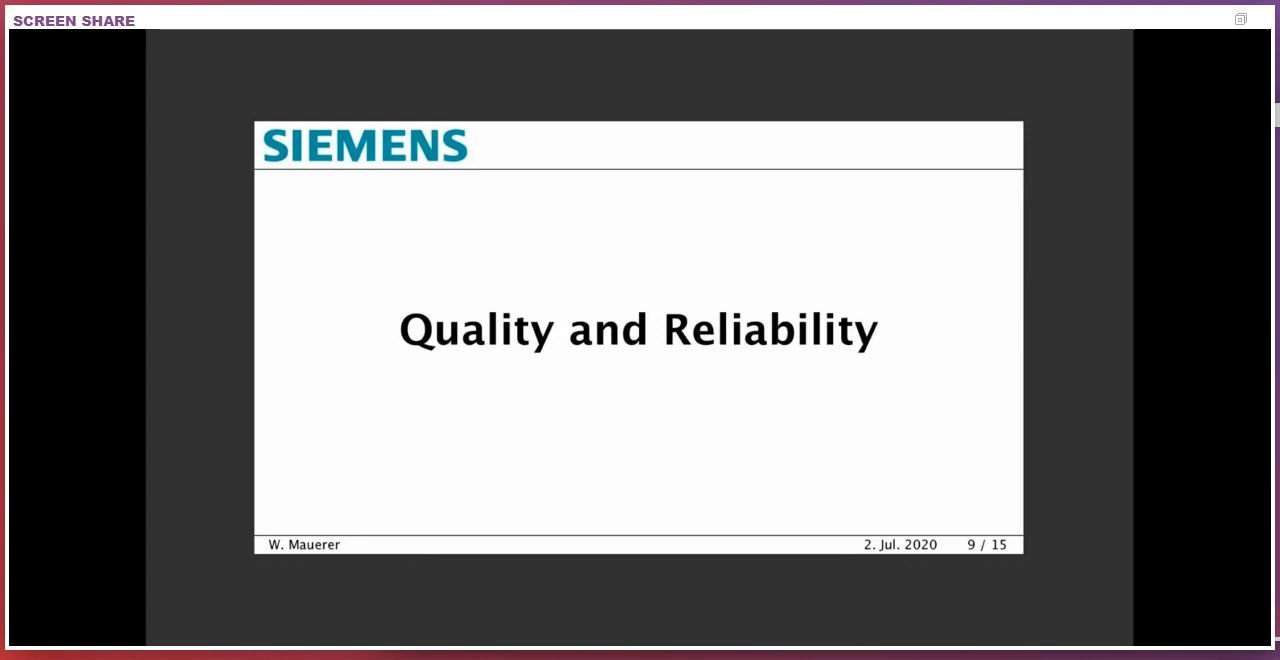 SCREEN SHARE
SIEMENS
Quality and Reliability
W. Mauerer
2. Jul. 2020
9 / 15